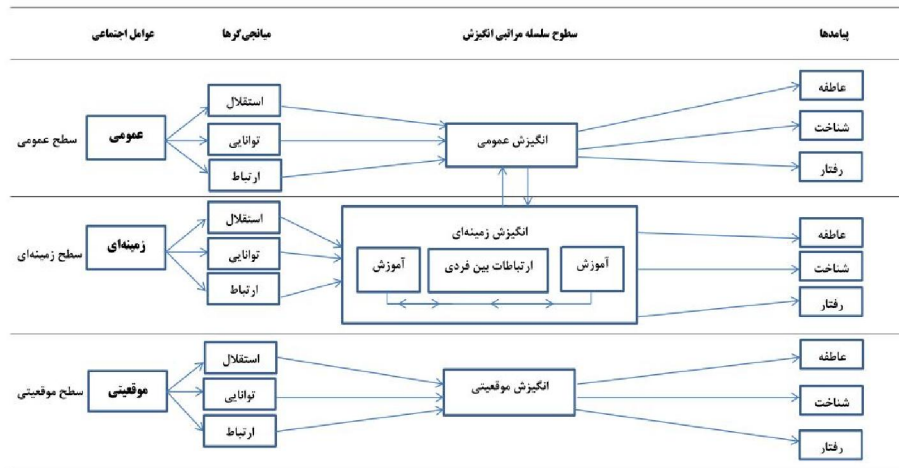 عوامل اجتماعی
میانجی‌گرها
سطوح سلسله مراتبی انگیزش
پیامدها
سطح عمومی
عمومی
استقلال
توانایی
ارتباط
انگیزش عمومی
عاطفه
شناخت
رفتار
سطح زمینه‌ای
زمینه‌ای
استقلال
توانایی
ارتباط
انگیزش زمینه‌ای
آموزش
ارتباطات بین فردی
آموزش
عاطفه
شناخت
رفتار
سطح موقعیتی
موقعیتی
استقلال
توانایی
ارتباط
انگیزش موقعیتی
عاطفه
شناخت
رفتار